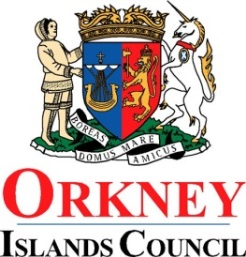 BOREAS
DOMUS MARE
AMICUS
ORKNEY
ISLANDS COUNCIL